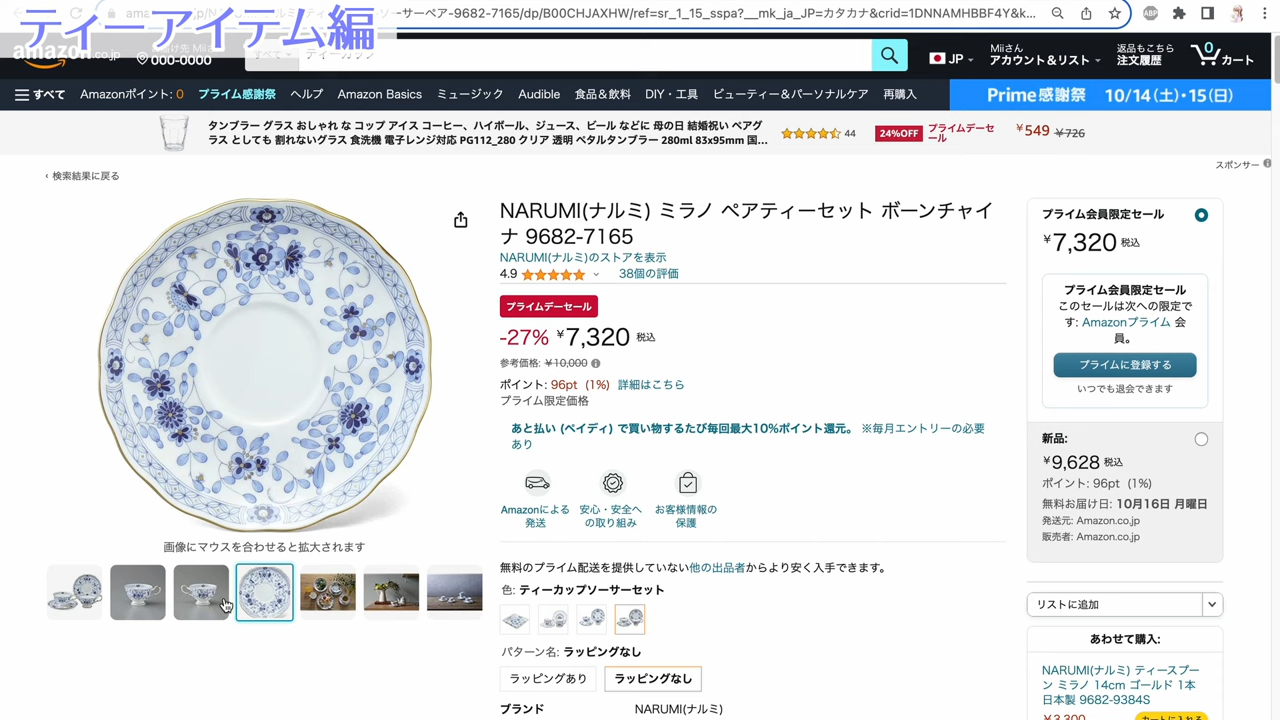 ティーアイテム編
ーサーペア-9682-7165/dp/B00CHJAXHW/ref=sr_1_15_sspa?__mk_ja_JP=カタカナ&crid=1DNNAMHBBF4Y&k...
ABP
amazon.co.jp
お届け先 Miiさん
000-0000
すべて
ティーカップ
JP
Miiさん
アカウント&リスト
返品もこちら
注文履歴
0
カート
すべて
Amazonポイント: 0
プライム感謝祭
ヘルプ
Amazon Basics
ミュージック
Audible
食品&飲料
DIY・工具
ビューティー&パーソナルケア
再購入
Prime感謝祭 10/14(土)・15(日)
タンブラー グラス おしゃれ な コップ アイス コーヒー、ハイボール、ジュース、ビール などに 母の日 結婚祝い ペアグ
ラス としても 割れないグラス 食洗機 電子レンジ対応 PG112_280 クリア 透明 ペタルタンブラー 280ml 83x95mm 国...
44
24%OFF
プライムデーセ
ール
¥549 ¥726
スポンサー
‹ 検索結果に戻る
NARUMI(ナルミ) ミラノ ペアティーセット ボーンチャイ
ナ 9682-7165
NARUMI(ナルミ)のストアを表示
4.9
38個の評価
プライムデーセール
-27% ¥7,320 税込
参考価格: ¥10,000
ポイント: 96pt (1%) 詳細はこちら
プライム限定価格
あと払い (ペイディ) で買い物するたび毎回最大10%ポイント還元。 ※毎月エントリーの必要
あり
Amazonによる
発送
安心・安全へ
の取り組み
お客様情報の
保護
無料のプライム配送を提供していない他の出品者からより安く入手できます。
色: ティーカップソーサーセット
パターン名: ラッピングなし
ラッピングあり
ラッピングなし
ブランド
NARUMI(ナルミ)
画像にマウスを合わせると拡大されます
プライム会員限定セール
¥7,320 税込
プライム会員限定セール
このセールは次への限定で
す: Amazonプライム 会
員。
プライムに登録する
いつでも退会できます
新品:
¥9,628 税込
ポイント: 96pt (1%)
無料お届け日: 10月16日 月曜日
発送元: Amazon.co.jp
販売者: Amazon.co.jp
リストに追加
あわせて購入:
NARUMI(ナルミ) ティースプー
ン ミラノ 14cm ゴールド 1本
日本製 9682-9384S
¥3,300
カートに入れる